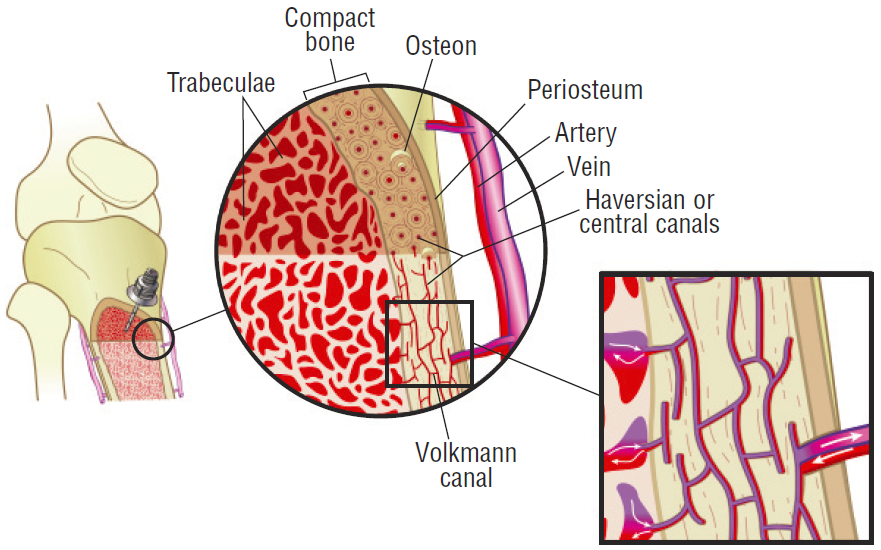 Compact
bone
Osteon
Trabeculae
Periosteum
Artery
Vein
Haversian or
central canals
Volkmann
canal